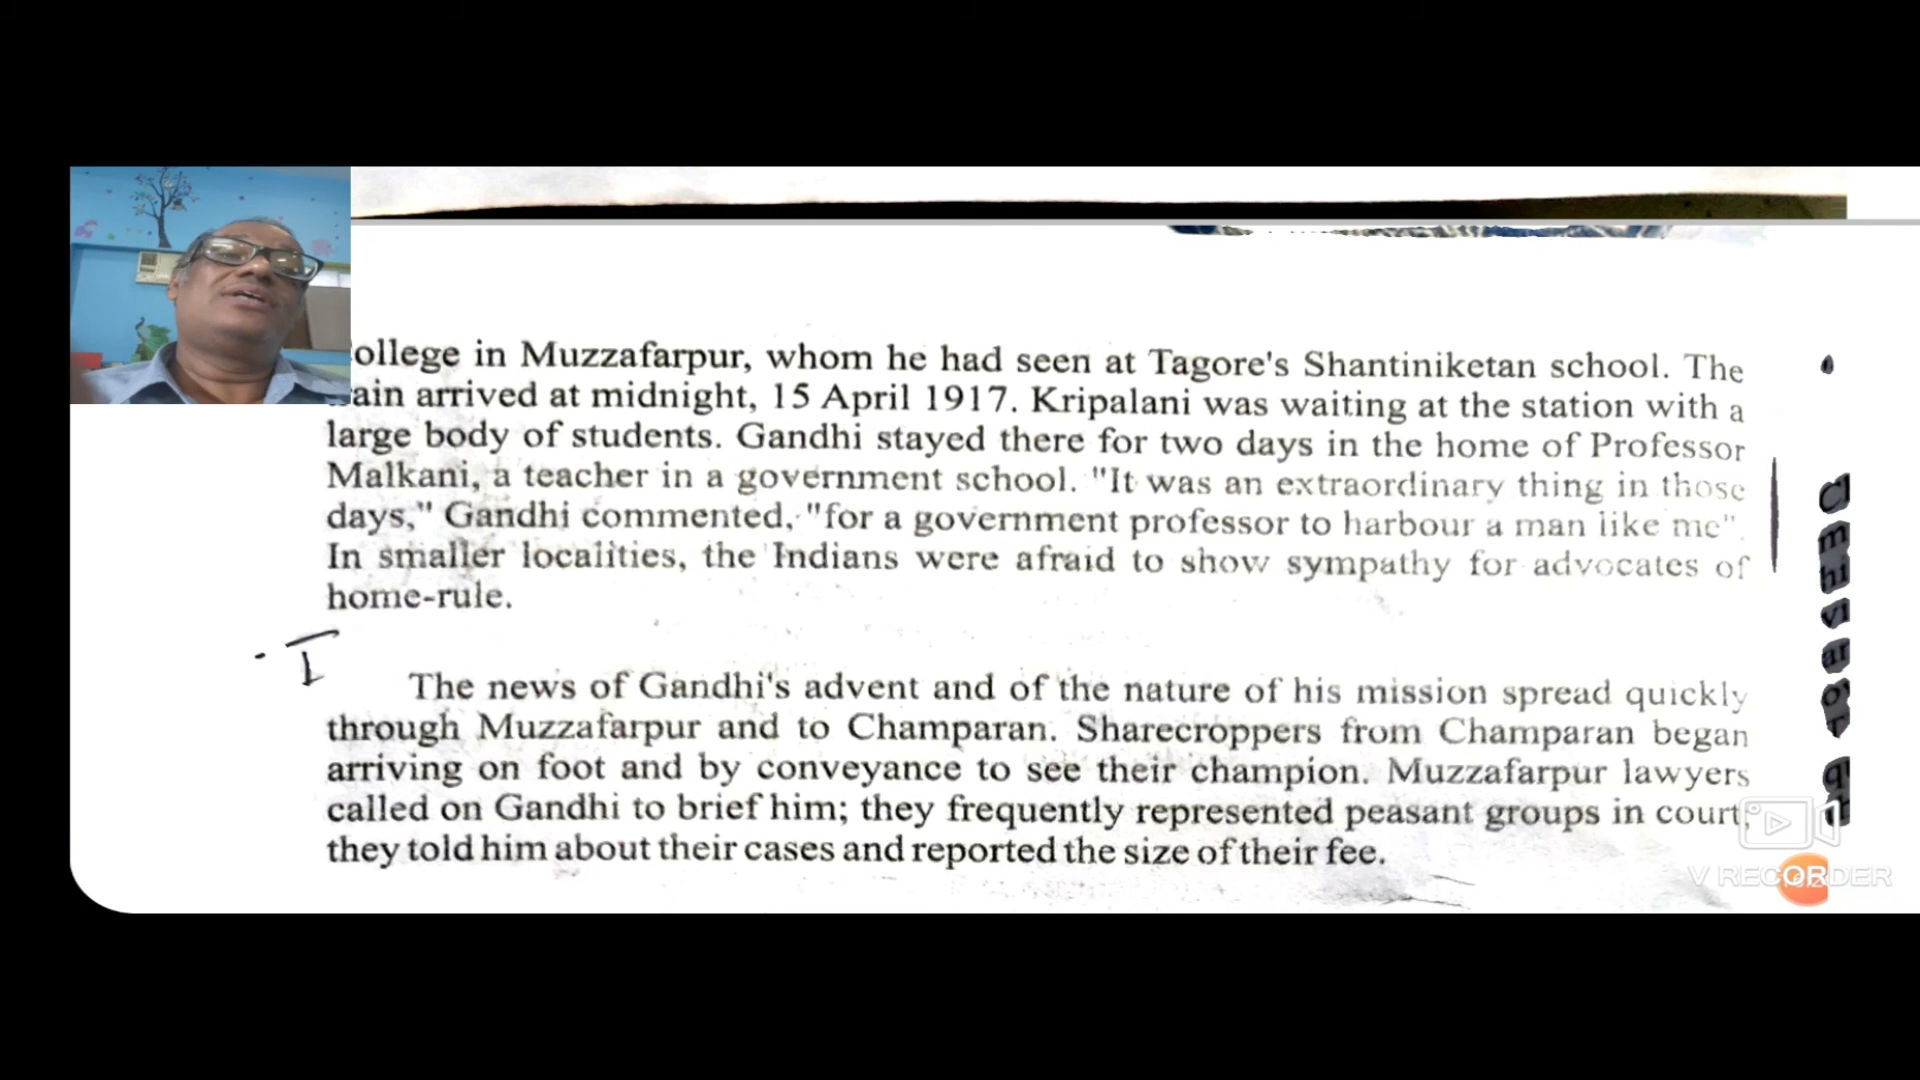 ollege in Muzzafarpur, whom he had seen at Tagore's Shantiniketan school. The
ain arrived at midnight, 15 April 1917. Kripalani was waiting at the station with a
large body of students. Gandhi stayed there for two days in the home of Professor
Malkani, a teacher in a government school. "It was an extraordinary thing in those
days," Gandhi commented, "for a government professor to harbour a man like me".
In smaller localities, the Indians were afraid to show sympathy for advocates of
home-rule.
I
The news of Gandhi's advent and of the nature of his mission spread quickly
through Muzzafarpur and to Champaran. Sharecroppers from Champaran began
arriving on foot and by conveyance to see their champion. Muzzafarpur lawyers
called on Gandhi to brief him; they frequently represented peasant groups in court;
they told him about their cases and reported the size of their fee.
V RECORDER